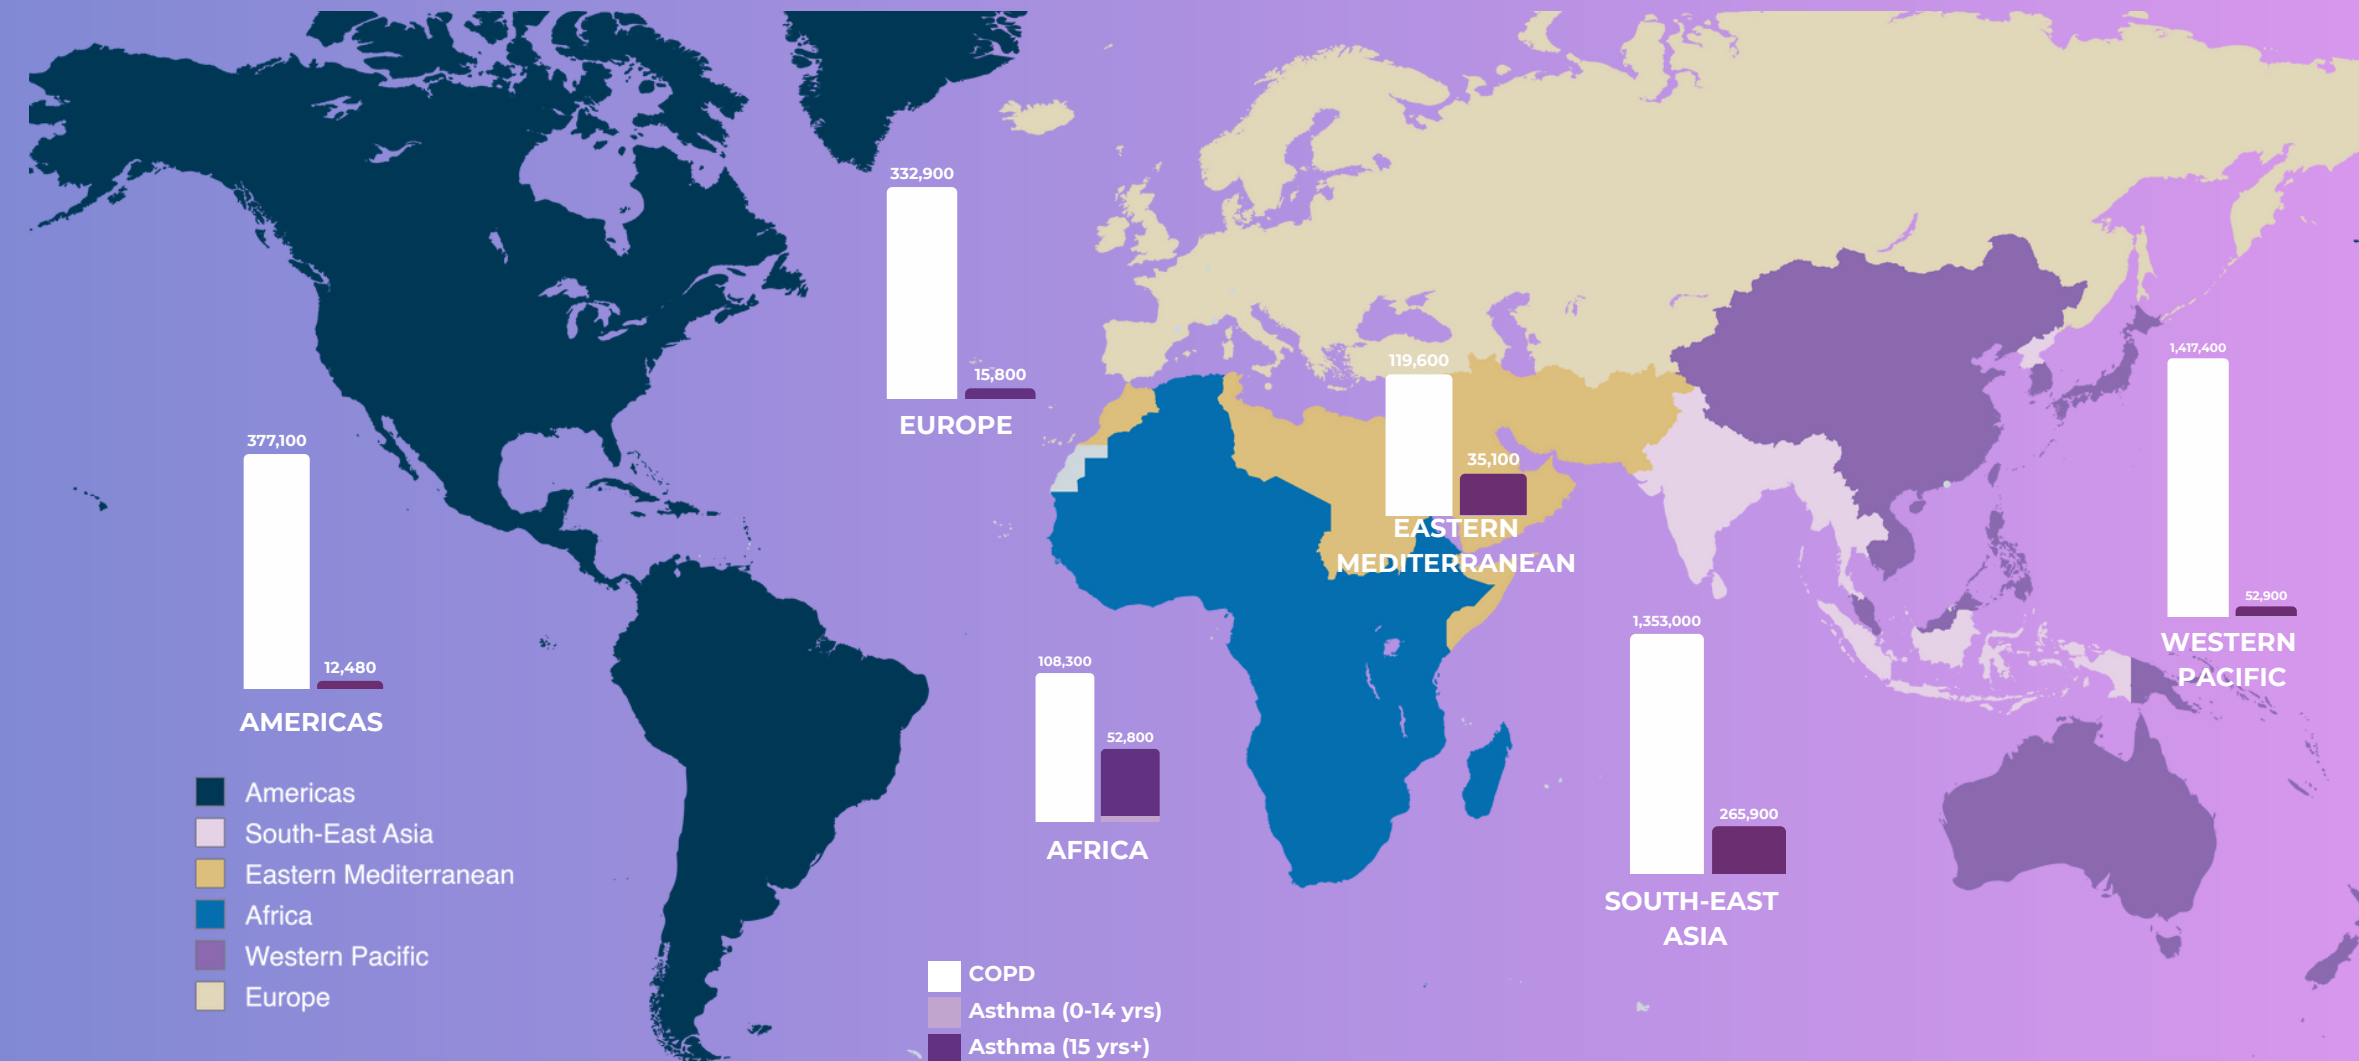 332,900
15,800
EUROPE
119,600
35,100
EASTERN
MEDITERRANEAN
1,417,400
52,900
WESTERN
PACIFIC
377,100
12,480
AMERICAS
108,300
52,800
AFRICA
1,353,000
265,900
SOUTH-EAST
ASIA
Americas
South-East Asia
Eastern Mediterranean
Africa
Western Pacific
Europe
COPD
Asthma (0-14 yrs)
Asthma (15 yrs+)